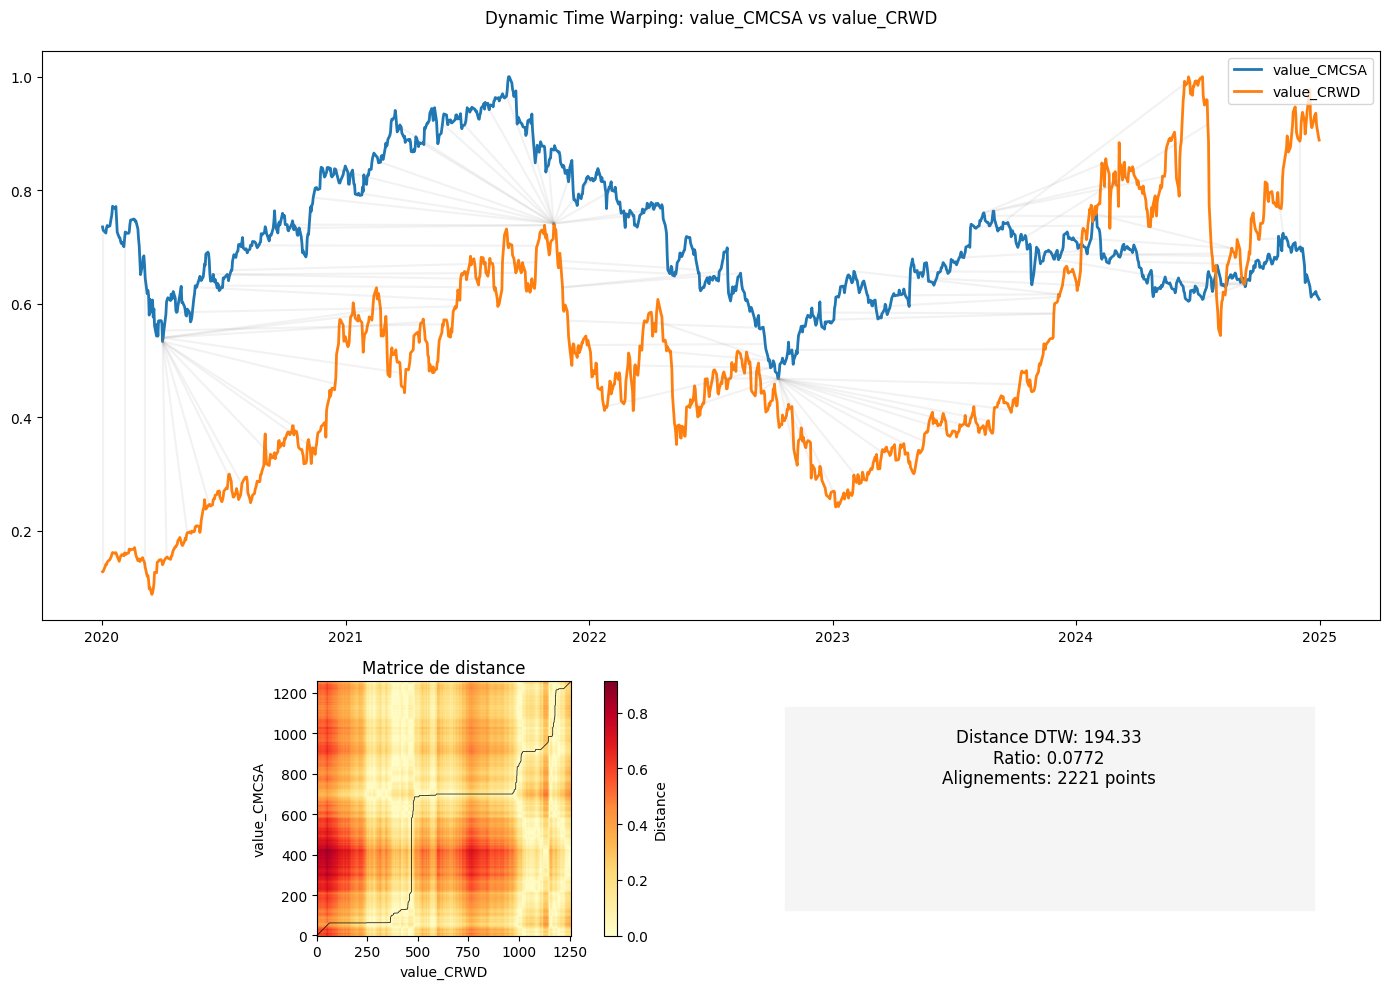 Dynamic Time Warping: value_CMCSA vs value_CRWD
1.0
0.8
0.6
0.4
0.2
value_CMCSA
value_CRWD
2020 2021 2022 2023 2024 2025
Matrice de distance
value_CMCSA
1200
1000
800
600
400
200
0
0 250 500 750 1000 1250
value_CRWD
0.8
0.6
0.4
0.2
0.0
Distance
Distance DTW: 194.33
Ratio: 0.0772
Alignements: 2221 points